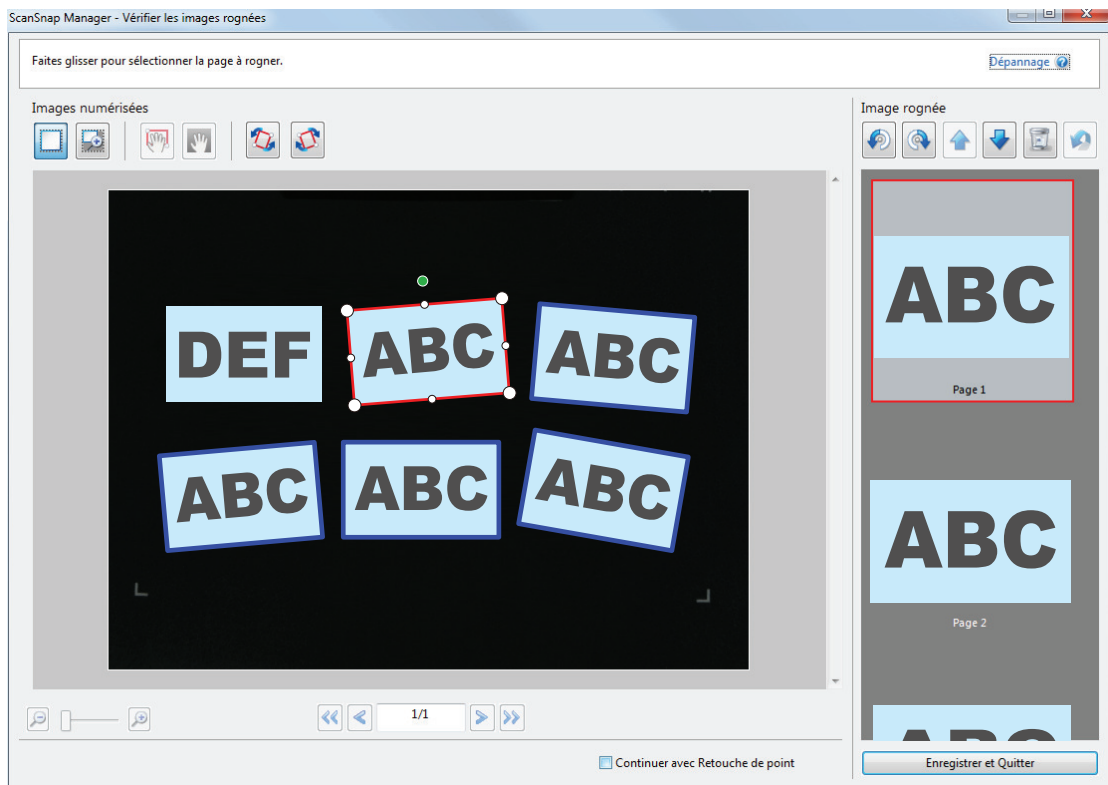 ScanSnap Manager - Vérifier les images rognées
Faites glisser pour sélectionner la page à rogner.
Dépannage
Images numérisées
Image rognée
DEF
ABC
ABC
ABC
ABC
ABC
ABC
Page 1
ABC
Page 2
ABC
1/1
Continuer avec Retouche de point
Enregistrer et Quitter